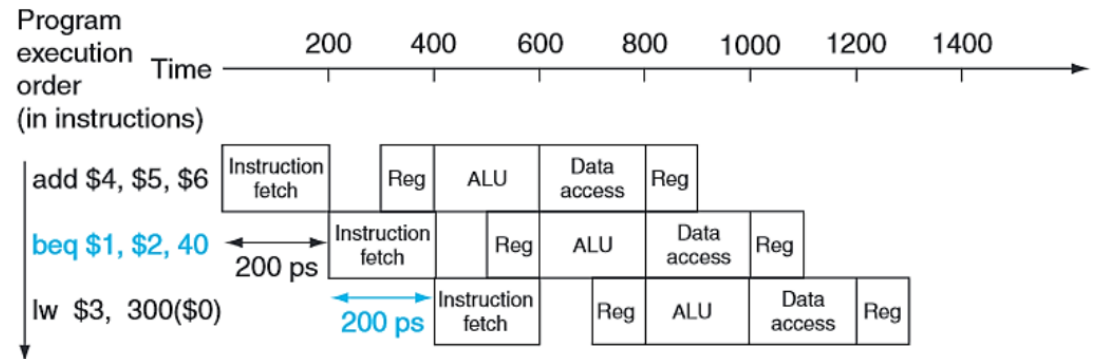 Program
execution
order
(in instructions)
Time
200 400 600 800 1000 1200 1400
add $4, $5, $6
Instruction
fetch
Reg
ALU
Data
access
Reg
beq $1, $2, 40
200 ps
Instruction
fetch
Reg
ALU
Data
access
Reg
lw $3, 300($0)
200 ps
Instruction
fetch
Reg
ALU
Data
access
Reg